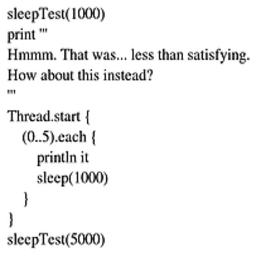 sleepTest(1000)
print '''
Hmmm. That was... less than satisfying.
How about this instead?
'''
Thread.start {
(0..5).each {
println it
sleep(1000)
}
}
sleepTest(5000)